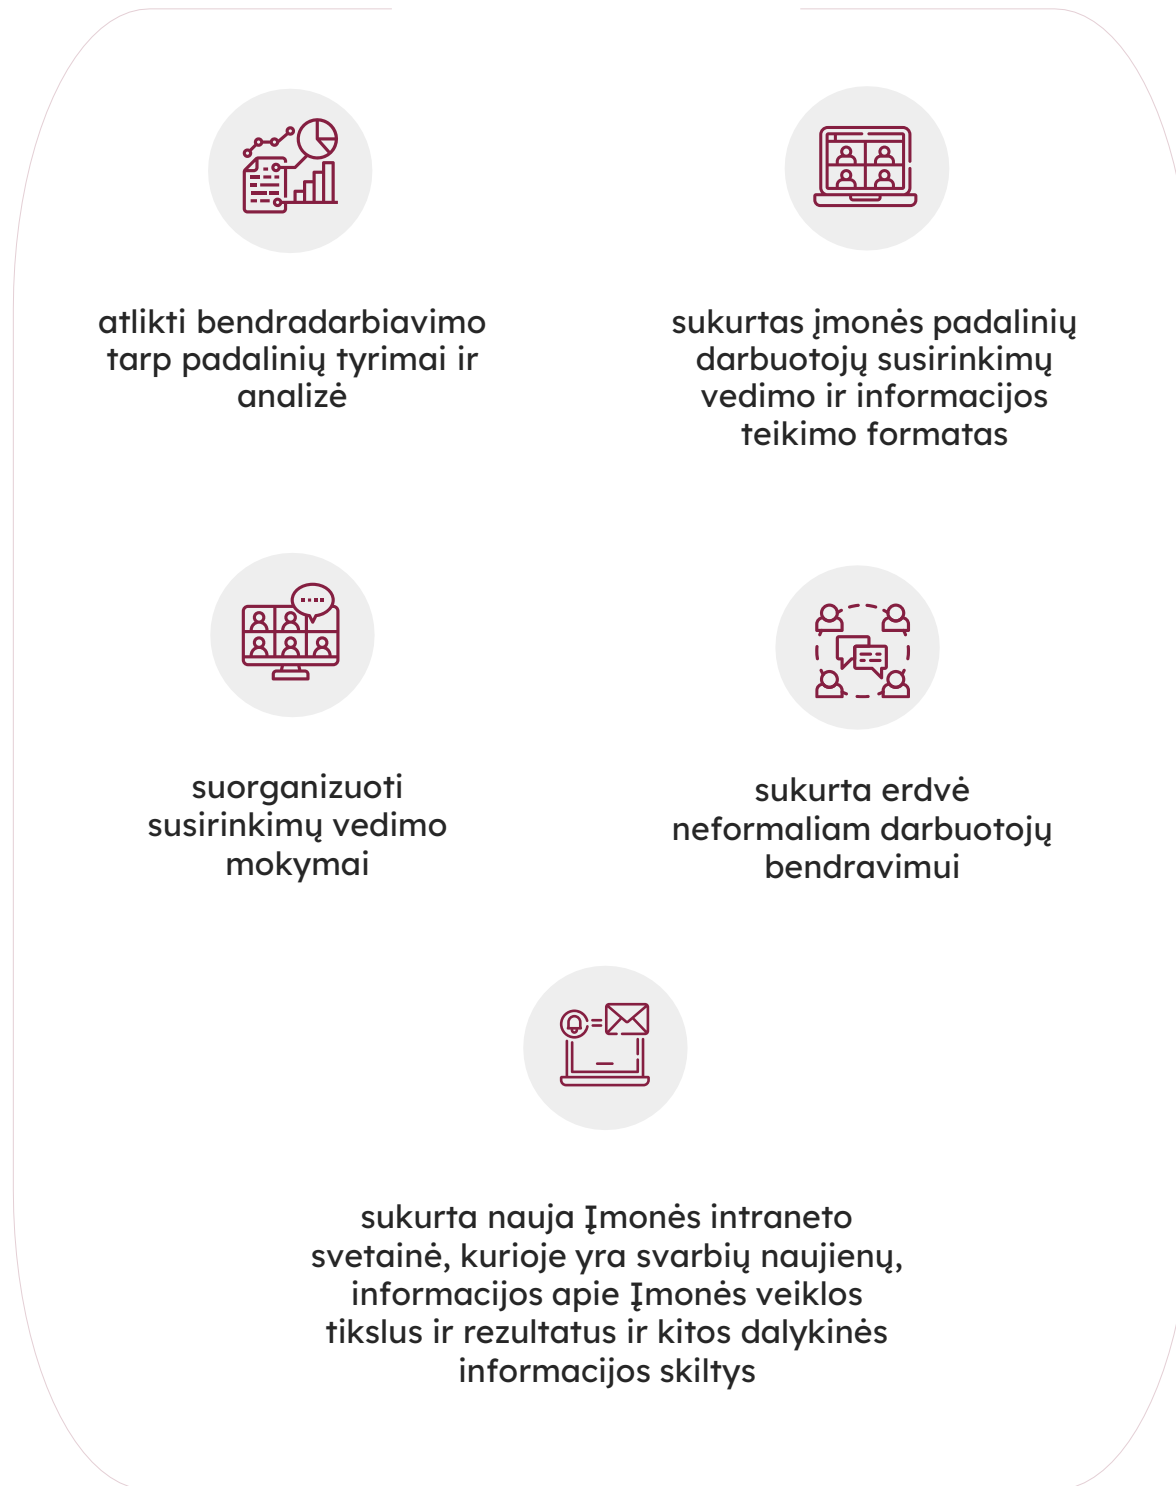 atlikti bendradarbiavimo
tarp padalinių tyrimai ir
analizė
sukurtas įmonės padalinių
darbuotojų susirinkimų
vedimo ir informacijos
teikimo formatas
suorganizuoti
susirinkimų vedimo
mokymai
sukurta erdvė
neformaliam darbuotojų
bendravimui
sukurta nauja Įmonės intraneto
svetainė, kurioje yra svarbių naujienų,
informacijos apie Įmonės veiklos
tikslus ir rezultatus ir kitos dalykinės
informacijos skiltys